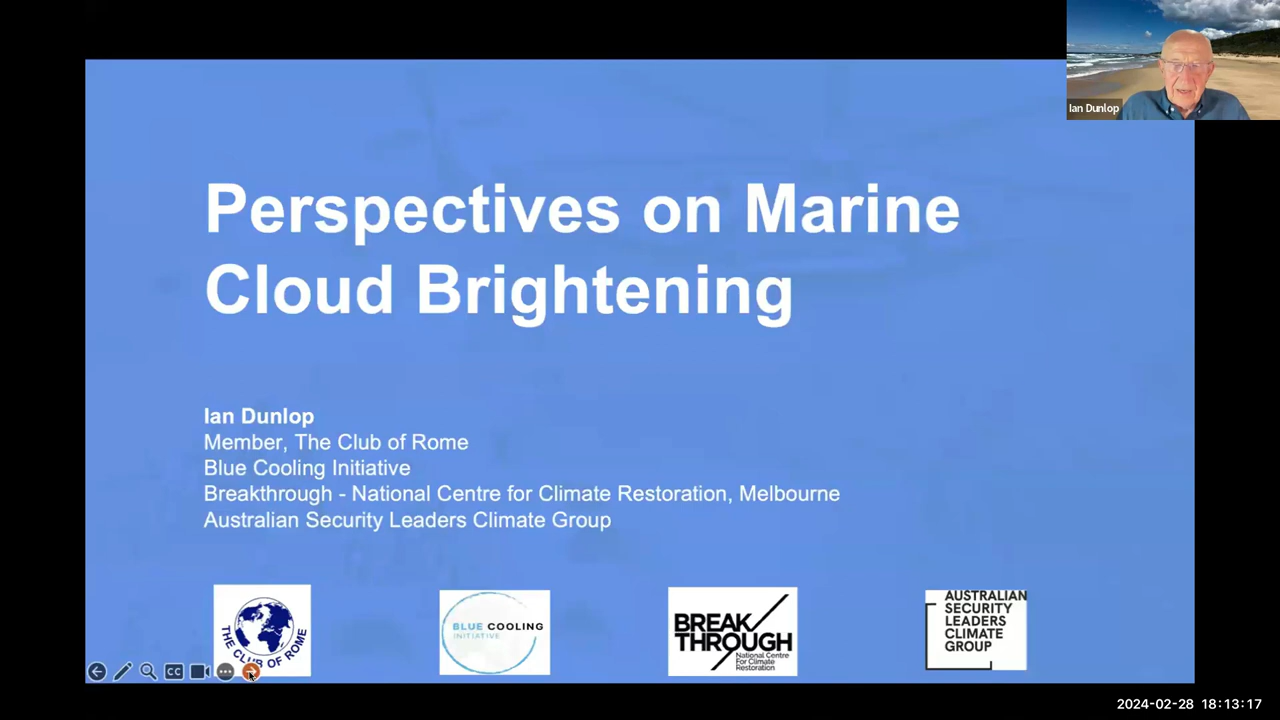 Ian Dunlop
Perspectives on Marine
Cloud Brightening
Ian Dunlop
Member, The Club of Rome
Blue Cooling Initiative
Breakthrough - National Centre for Climate Restoration, Melbourne
Australian Security Leaders Climate Group
THE CLUB OF ROME
BLUE COOLING
INITIATIVE
BREAK
THROUGH
National Centre
For Climate
Restoration
AUSTRALIAN
SECURITY
LEADERS
CLIMATE
GROUP
CC
2024-02-28 18:13:17